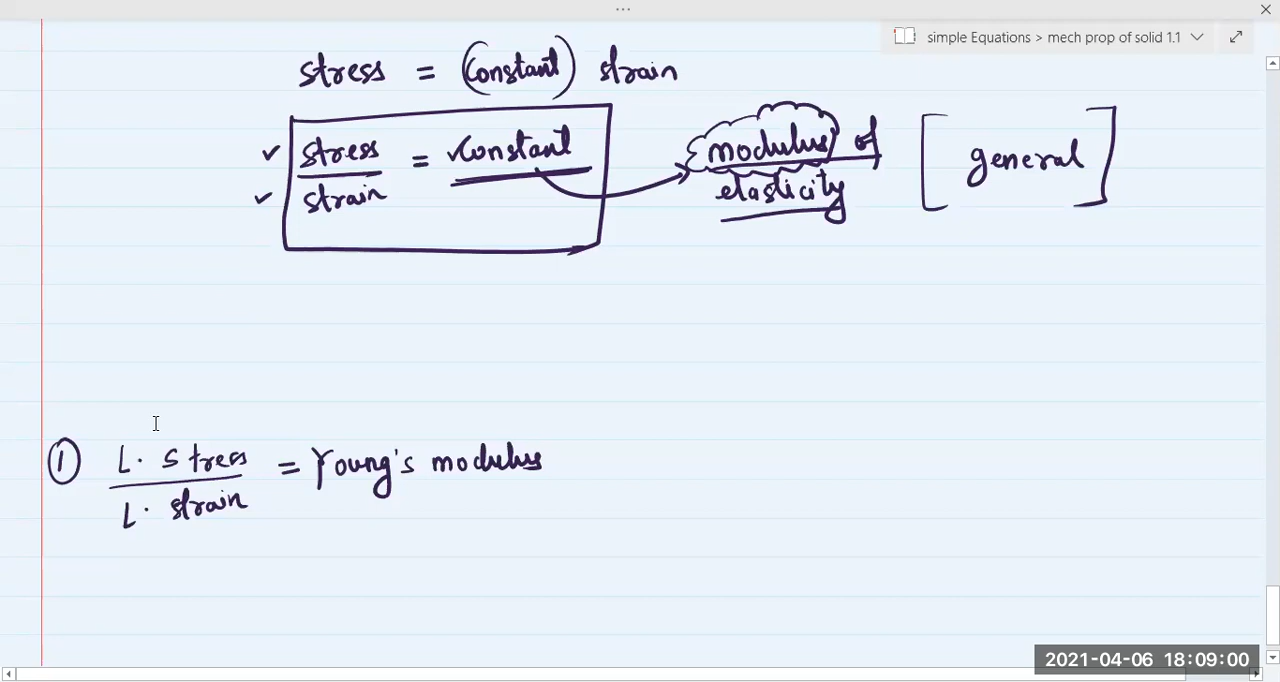 simple Equations > mech prop of solid 1.1
stress = (constant) strain
✓ stress / strain = ✓ constant → modulus of elasticity [general]
① L. stress / L. strain = Young's modulus
2021-04-06 18:09:00